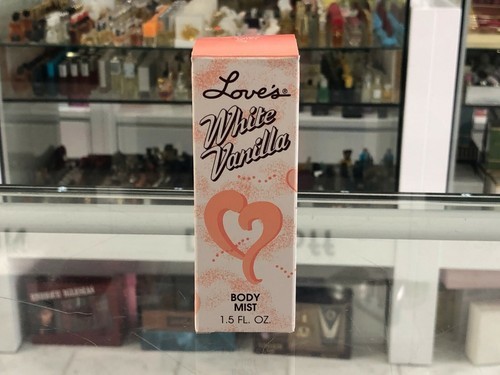 Love's®
White
Vanilla
BODY
MIST
1.5 FL. OZ.